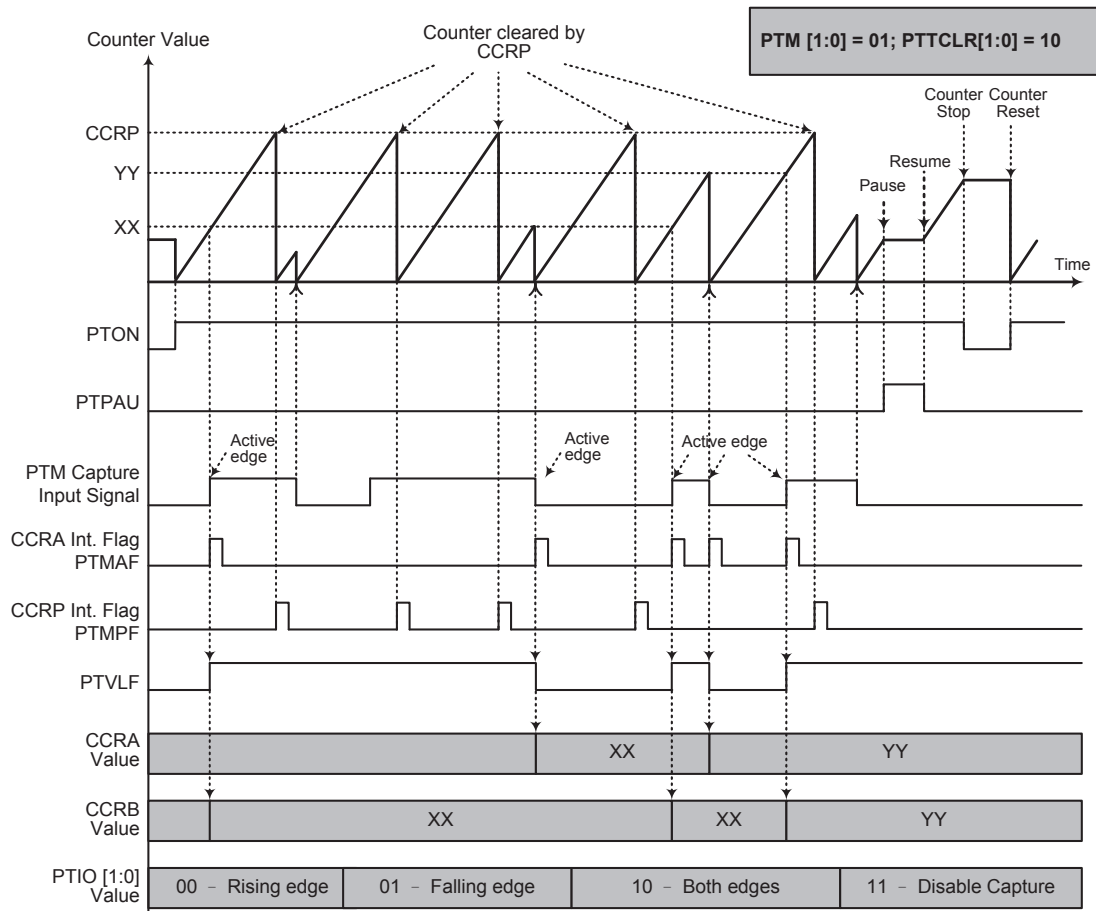 PTM [1:0] = 01; PTTCLR[1:0] = 10
Counter Value
Counter cleared by
CCRP
Counter
Stop
Counter
Reset
CCRP
YY
Resume
Pause
XX
Time
PTON
PTPAU
Active
edge
Active
edge
Active edge
PTM Capture
Input Signal
CCRA Int. Flag
PTMAF
CCRP Int. Flag
PTMPF
PTVLF
CCRA
Value
XX
YY
CCRB
Value
XX
XX
YY
PTIO [1:0]
Value
00 – Rising edge
01 – Falling edge
10 – Both edges
11 – Disable Capture